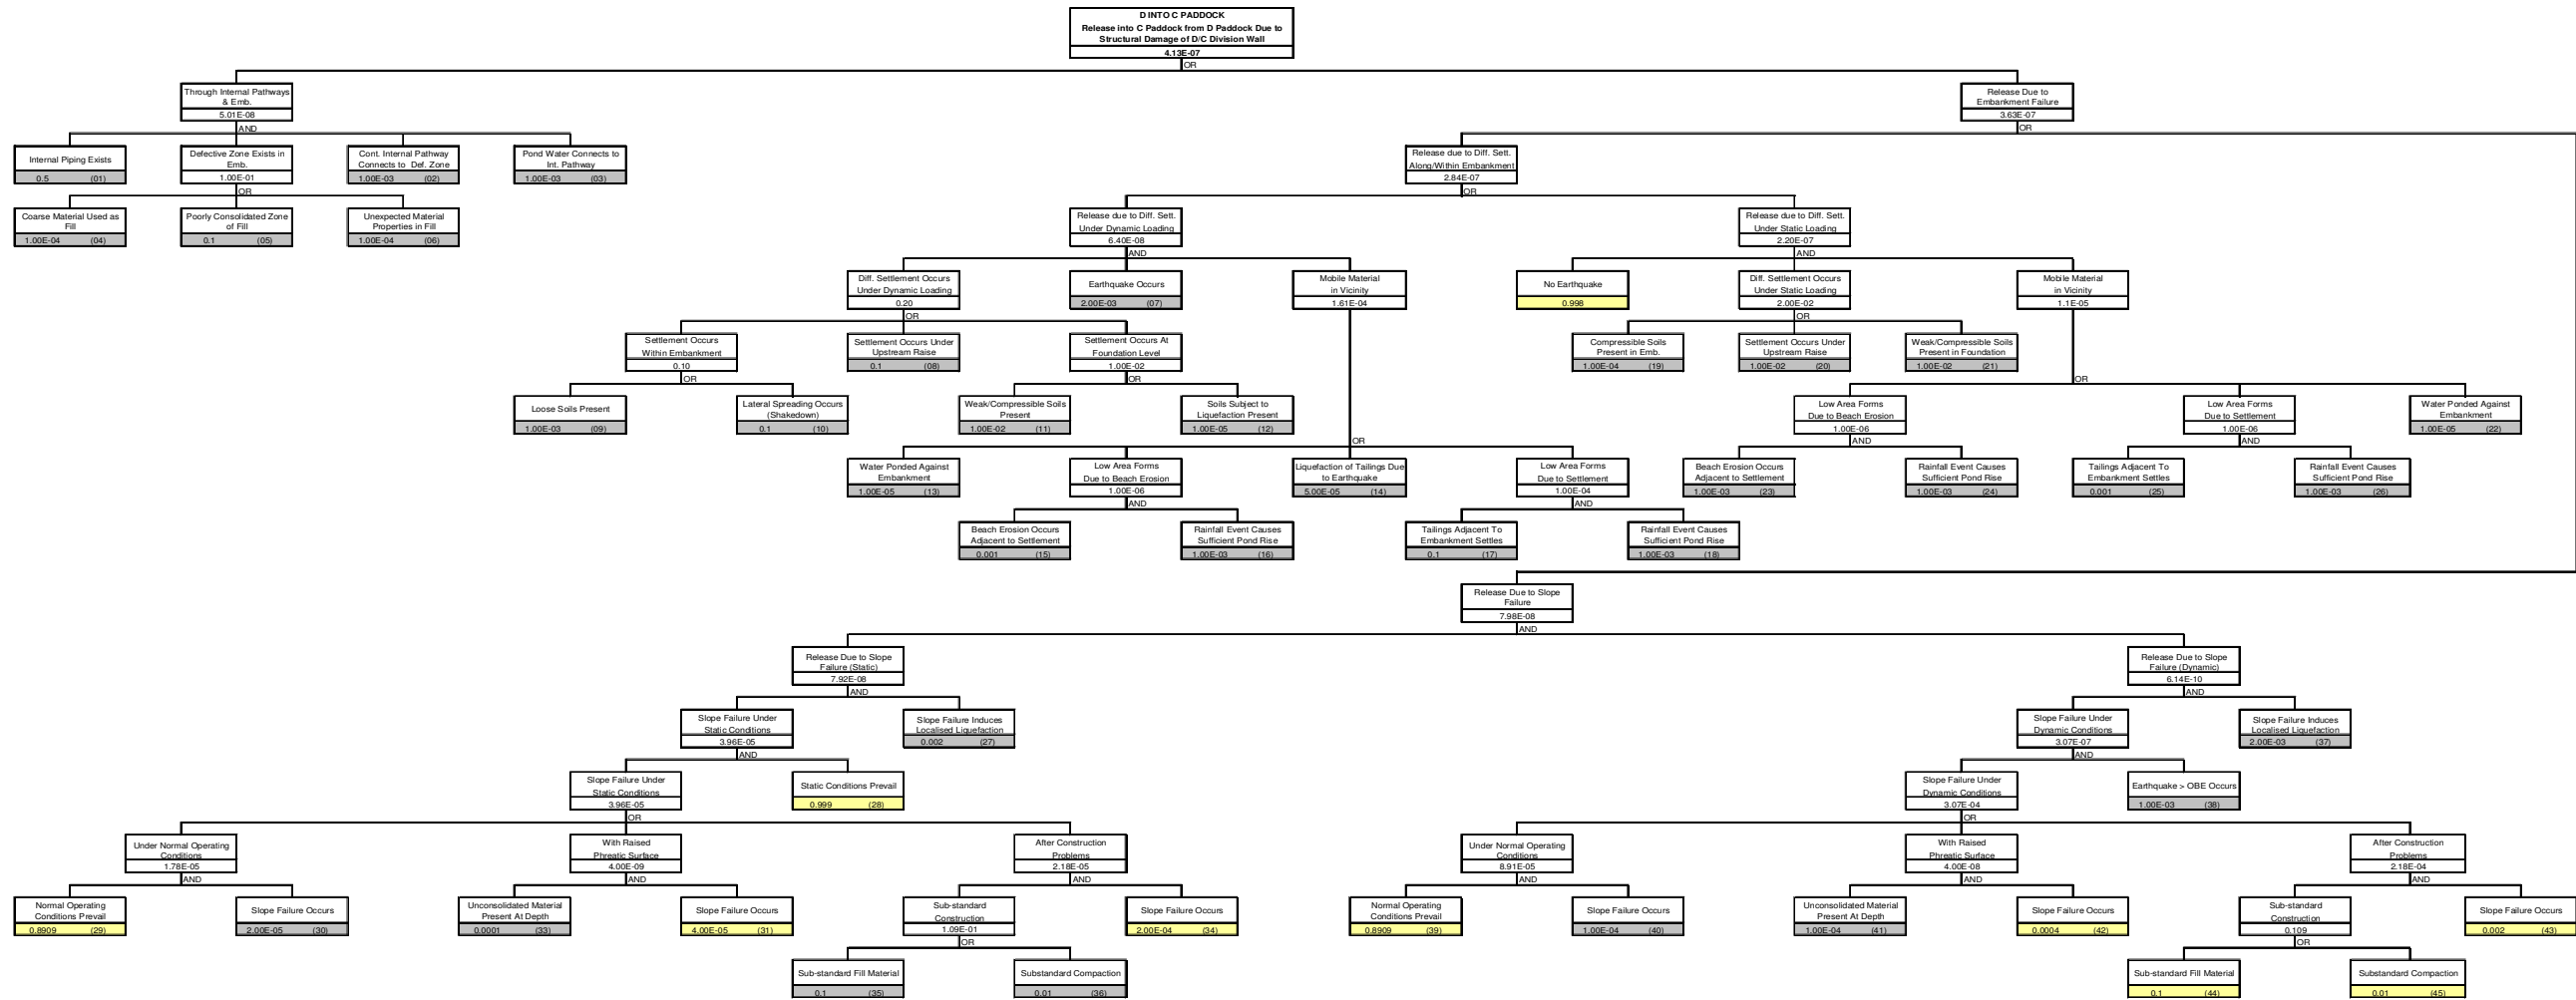 D INTO C PADDOCK
Release into C Paddock from D Paddock Due to
Structural Damage of D/C Division Wall
4.13E-07
OR
Through Internal Pathways
& Emb.
5.01E-08
AND
Release Due to
Embankment Failure
3.63E-07
OR
Internal Piping Exists
0.5 (01)
Defective Zone Exists in
Emb.
1.00E-01
OR
Cont. Internal Pathway
Connects to Def. Zone
1.00E-03 (02)
Pond Water Connects to
Int. Pathway
1.00E-03 (03)
Release due to Diff. Sett.
Along/Within Embankment
2.84E-07
OR
Coarse Material Used as
Fill
1.00E-04 (04)
Poorly Consolidated Zone
of Fill
0.1 (05)
Unexpected Material
Properties in Fill
1.00E-04 (06)
Release due to Diff. Sett.
Under Dynamic Loading
6.40E-08
AND
Release due to Diff. Sett.
Under Static Loading
2.20E-07
AND
Diff. Settlement Occurs
Under Dynamic Loading
0.20
OR
Earthquake Occurs
2.00E-03 (07)
Mobile Material
in Vicinity
1.61E-04
No Earthquake
0.998
Diff. Settlement Occurs
Under Static Loading
2.00E-02
OR
Mobile Material
in Vicinity
1.1E-05
Settlement Occurs
Within Embankment
0.10
OR
Settlement Occurs Under
Upstream Raise
0.1 (08)
Settlement Occurs At
Foundation Level
1.00E-02
OR
Compressible Soils
Present in Emb.
1.00E-04 (19)
Settlement Occurs Under
Upstream Raise
1.00E-02 (20)
Weak/Compressible Soils
Present in Foundation
1.00E-02 (21)
OR
Loose Soils Present
1.00E-03 (09)
Lateral Spreading Occurs
(Shakedown)
0.1 (10)
Weak/Compressible Soils
Present
1.00E-02 (11)
Soils Subject to
Liquefaction Present
1.00E-05 (12)
OR
Low Area Forms
Due to Beach Erosion
1.00E-06
AND
Low Area Forms
Due to Settlement
1.00E-06
AND
Water Ponded Against
Embankment
1.00E-05 (22)
Water Ponded Against
Embankment
1.00E-05 (13)
Low Area Forms
Due to Beach Erosion
1.00E-06
AND
Liquefaction of Tailings Due
to Earthquake
5.00E-05 (14)
Low Area Forms
Due to Settlement
1.00E-04
AND
Beach Erosion Occurs
Adjacent to Settlement
1.00E-03 (23)
Rainfall Event Causes
Sufficient Pond Rise
1.00E-03 (24)
Tailings Adjacent To
Embankment Settles
0.001 (25)
Rainfall Event Causes
Sufficient Pond Rise
1.00E-03 (26)
Beach Erosion Occurs
Adjacent to Settlement
0.001 (15)
Rainfall Event Causes
Sufficient Pond Rise
1.00E-03 (16)
Tailings Adjacent To
Embankment Settles
0.1 (17)
Rainfall Event Causes
Sufficient Pond Rise
1.00E-03 (18)
Release Due to Slope
Failure
7.98E-08
AND
Release Due to Slope
Failure (Static)
7.92E-08
AND
Release Due to Slope
Failure (Dynamic)
6.14E-10
AND
Slope Failure Under
Static Conditions
3.96E-05
AND
Slope Failure Induces
Localised Liquefaction
0.002 (27)
Slope Failure Under
Dynamic Conditions
3.07E-07
AND
Slope Failure Induces
Localised Liquefaction
2.00E-03 (37)
Slope Failure Under
Static Conditions
3.96E-05
OR
Static Conditions Prevail
0.999 (28)
Slope Failure Under
Dynamic Conditions
3.07E-04
OR
Earthquake > OBE Occurs
1.00E-03 (38)
Under Normal Operating
Conditions
1.78E-05
AND
With Raised
Phreatic Surface
4.00E-09
AND
After Construction
Problems
2.18E-05
AND
Under Normal Operating
Conditions
8.91E-05
AND
With Raised
Phreatic Surface
4.00E-08
AND
After Construction
Problems
2.18E-04
AND
Normal Operating
Conditions Prevail
0.8909 (29)
Slope Failure Occurs
2.00E-05 (30)
Unconsolidated Material
Present At Depth
0.0001 (33)
Slope Failure Occurs
4.00E-05 (31)
Sub-standard
Construction
1.09E-01
OR
Slope Failure Occurs
2.00E-04 (34)
Normal Operating
Conditions Prevail
0.8909 (39)
Slope Failure Occurs
1.00E-04 (40)
Unconsolidated Material
Present At Depth
1.00E-04 (41)
Slope Failure Occurs
0.0004 (42)
Sub-standard
Construction
0.109
OR
Slope Failure Occurs
0.002 (43)
Sub-standard Fill Material
0.1 (35)
Substandard Compaction
0.01 (36)
Sub-standard Fill Material
0.1 (44)
Substandard Compaction
0.01 (45)